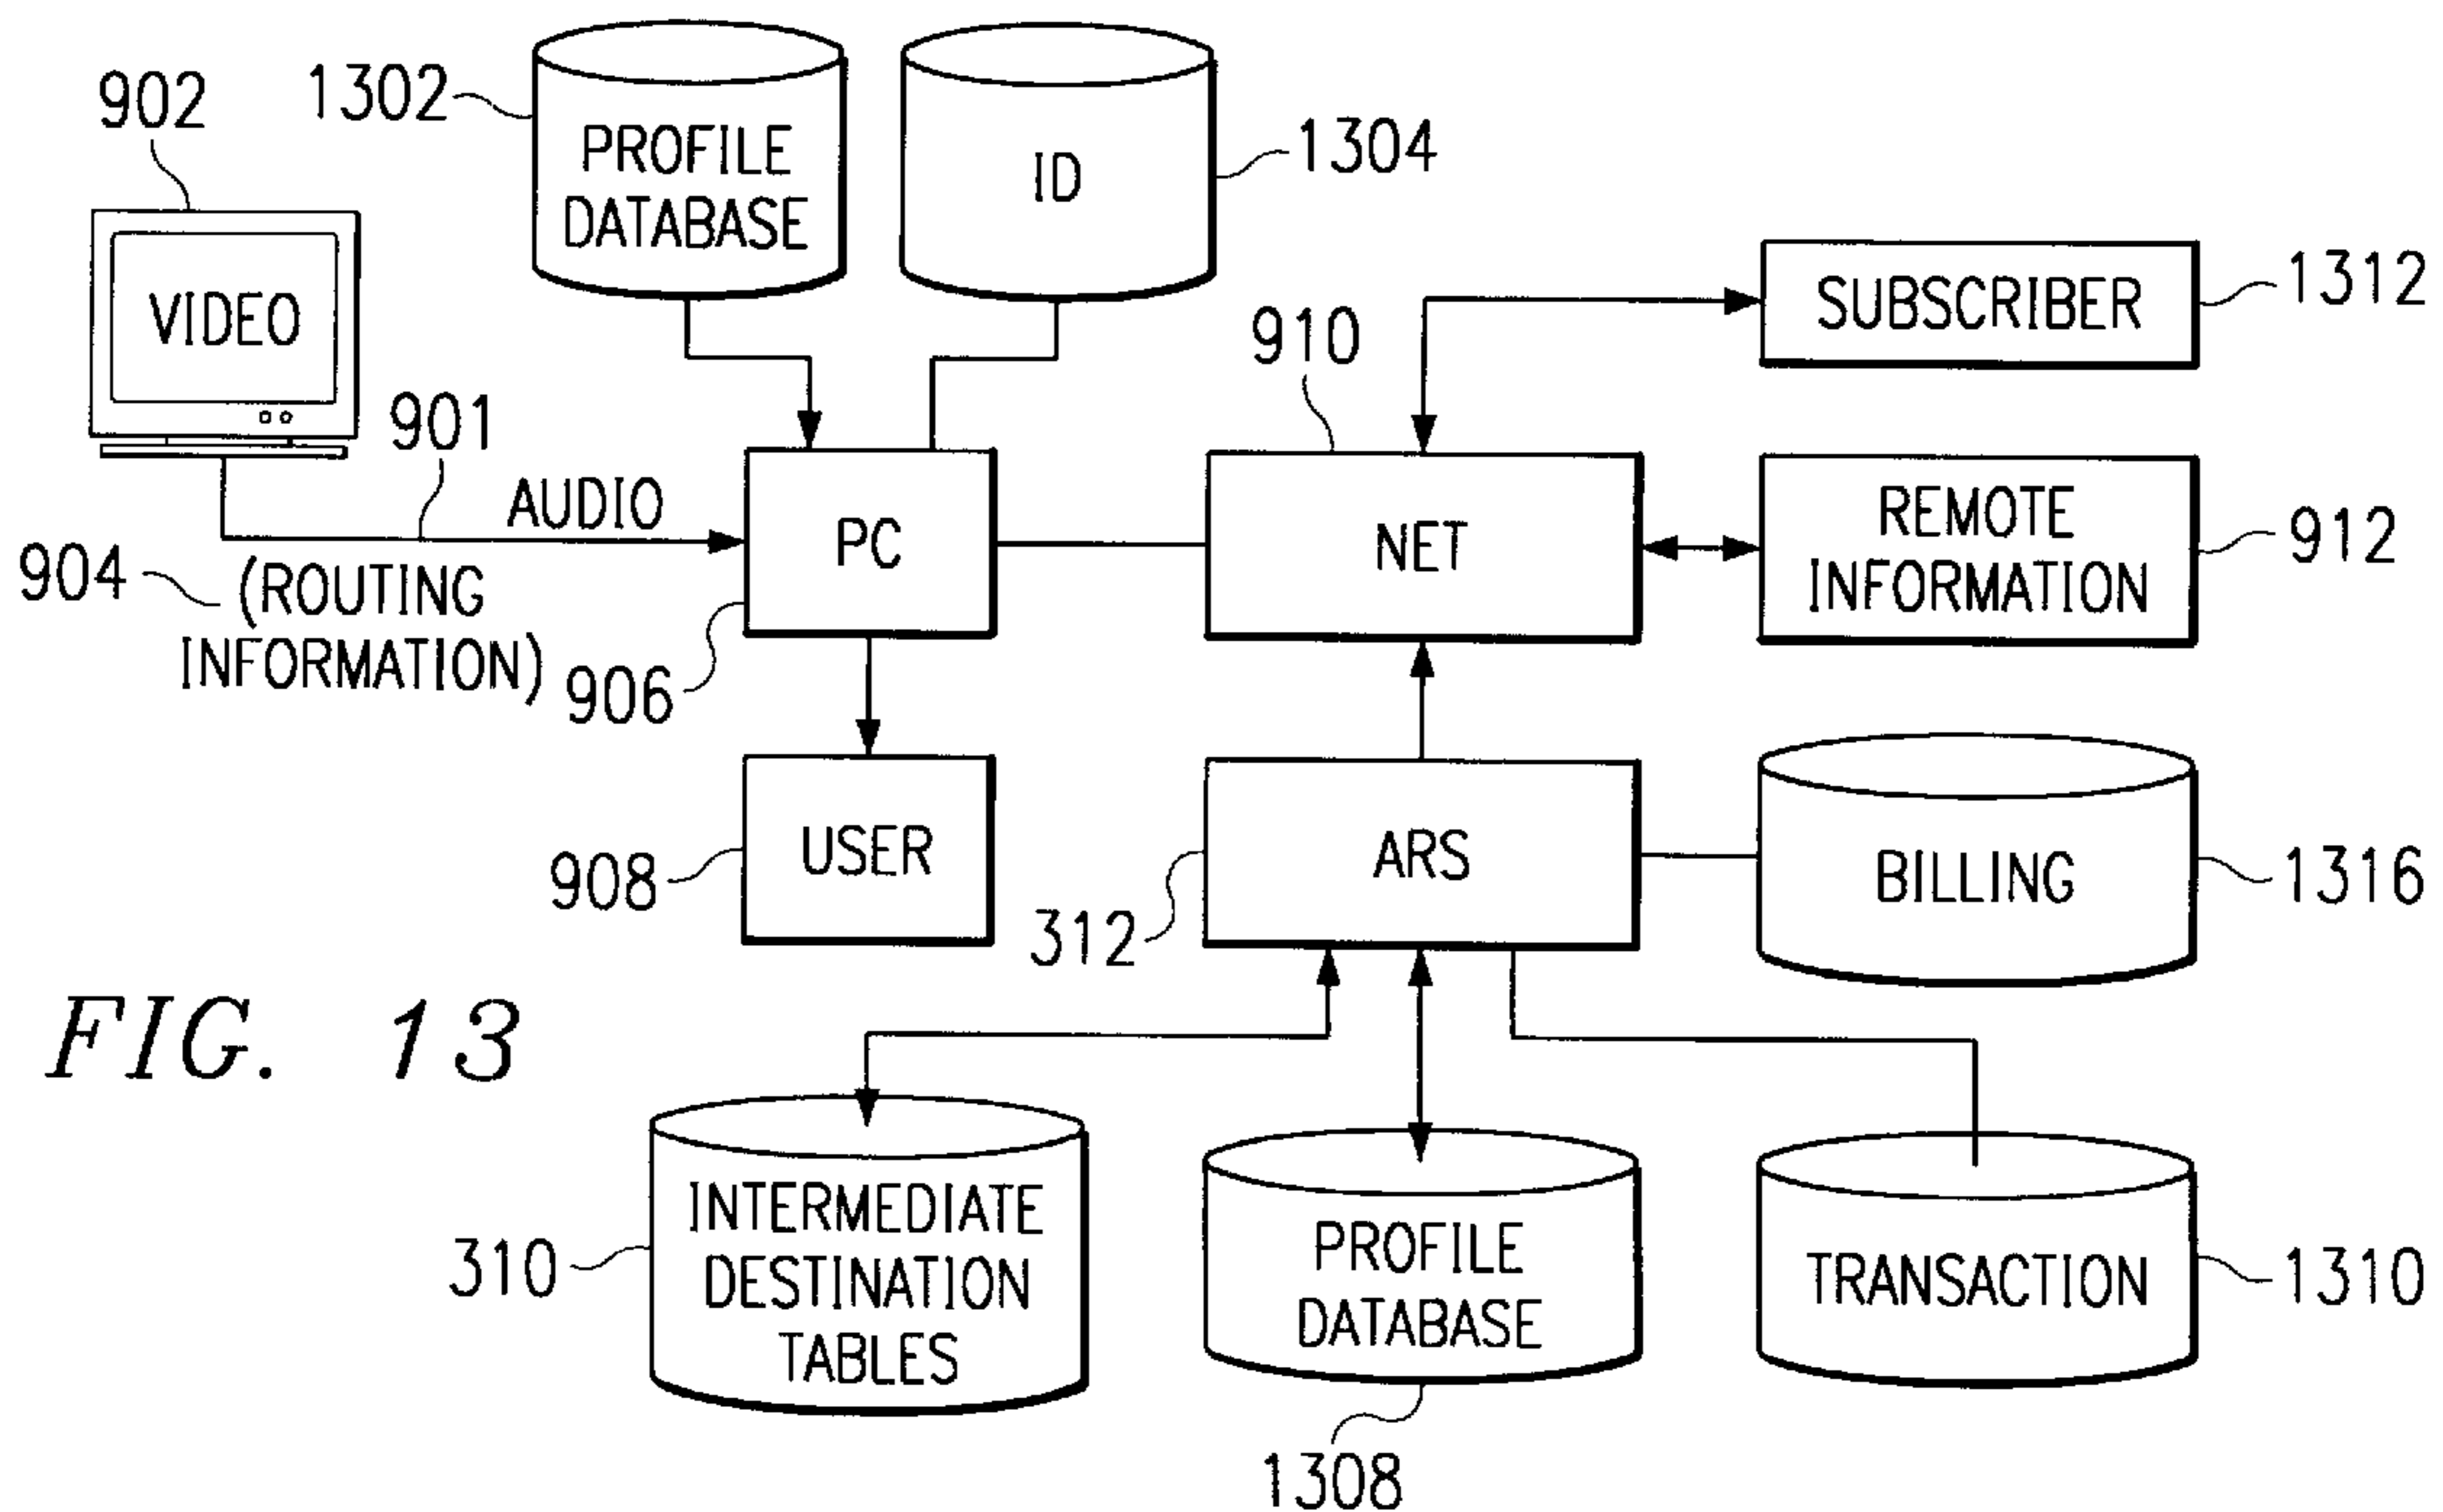 902
1302
PROFILE
DATABASE
ID
1304
VIDEO
SUBSCRIBER
1312
910
901
AUDIO
904
(ROUTING
INFORMATION)
PC
906
NET
REMOTE
INFORMATION
912
USER
908
ARS
312
BILLING
1316
FIG. 13
INTERMEDIATE
DESTINATION
TABLES
310
PROFILE
DATABASE
1308
TRANSACTION
1310